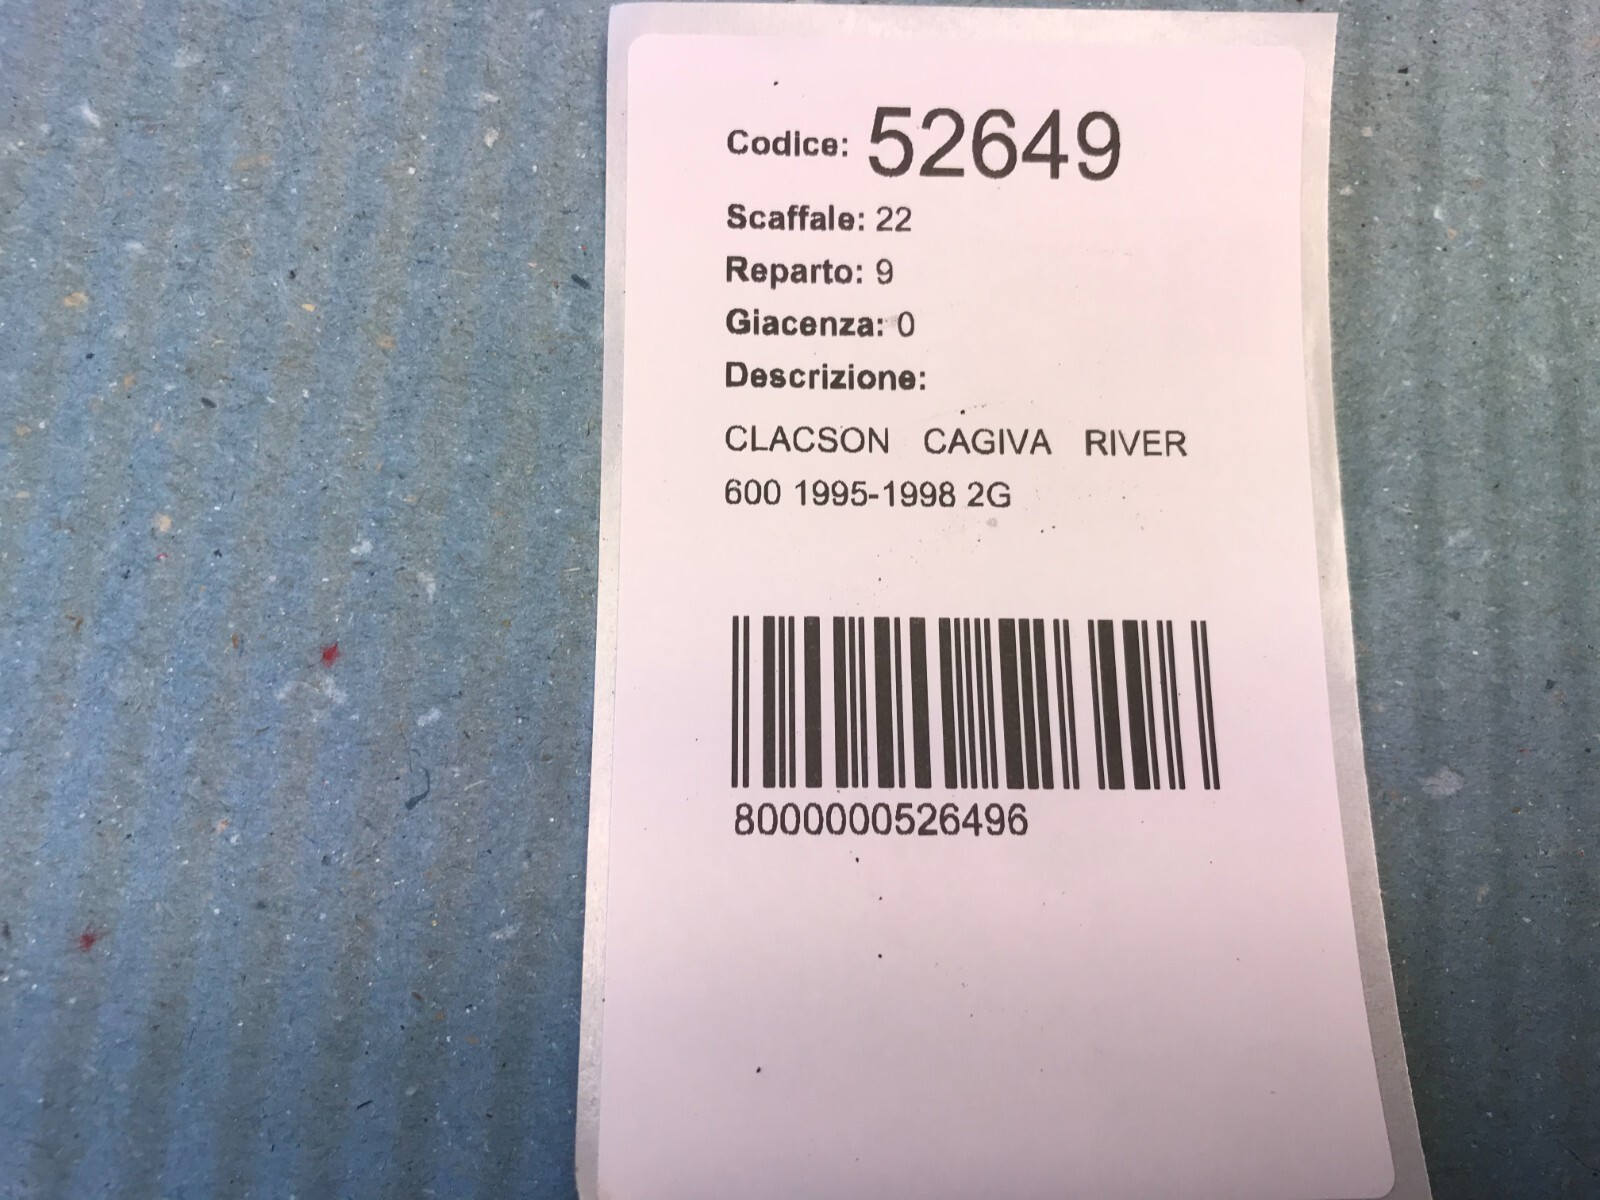 Codice: 52649
Scaffale: 22
Reparto: 9
Giacenza: 0
Descrizione:
CLACSON CAGIVA RIVER
600 1995-1998 2G
8000000526496